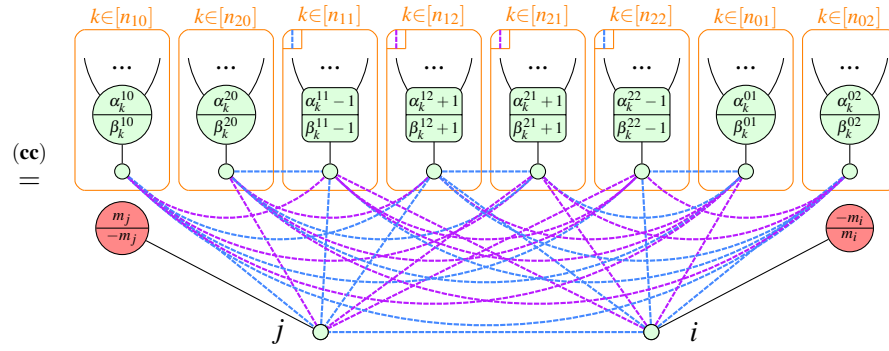 k∈[n₁₀] k∈[n₂₀] k∈[n₁₁] k∈[n₁₂] k∈[n₂₁] k∈[n₂₂] k∈[n₀₁] k∈[n₀₂]
... ... ... ... ... ... ... ...
α_k^{10} α_k^{20} α_k^{11} − 1 α_k^{12} + 1 α_k^{21} + 1 α_k^{22} − 1 α_k^{01} α_k^{02}
β_k^{10} β_k^{20} β_k^{11} − 1 β_k^{12} + 1 β_k^{21} + 1 β_k^{22} − 1 β_k^{01} β_k^{02}
(cc)
=
m_j −m_i
−m_j m_i
j i